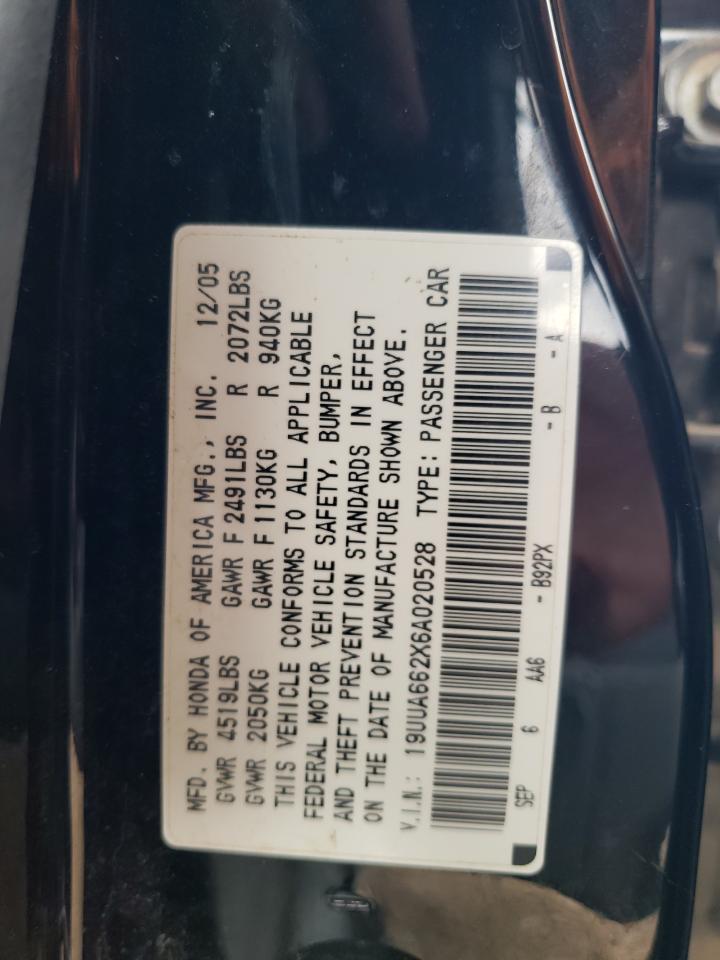 MFD. BY HONDA OF AMERICA MFG., INC. 12/05
GVWR 4519LBS GAWR F 2491LBS R 2072LBS
GVWR 2050KG GAWR F 1130KG R 940KG
THIS VEHICLE CONFORMS TO ALL APPLICABLE
FEDERAL MOTOR VEHICLE SAFETY, BUMPER,
AND THEFT PREVENTION STANDARDS IN EFFECT
ON THE DATE OF MANUFACTURE SHOWN ABOVE.
V.I.N.: 19UUA662X6A020528 TYPE: PASSENGER CAR
SEP 6 AA6 - B92PX - B - A